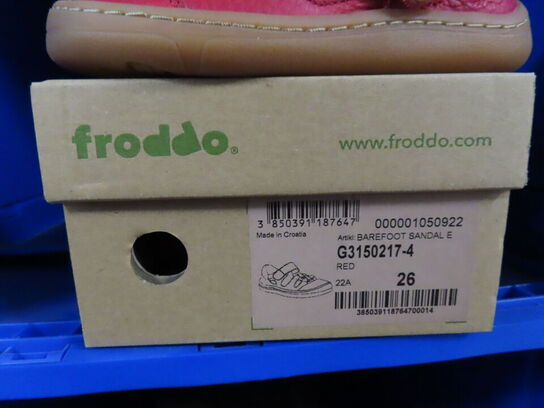 froddo®
www.froddo.com
3 850391 187647
000001050922
Made in Croatia
Artikl: BAREFOOT SANDAL E
G3150217-4
RED
22A
26
385039118764700014